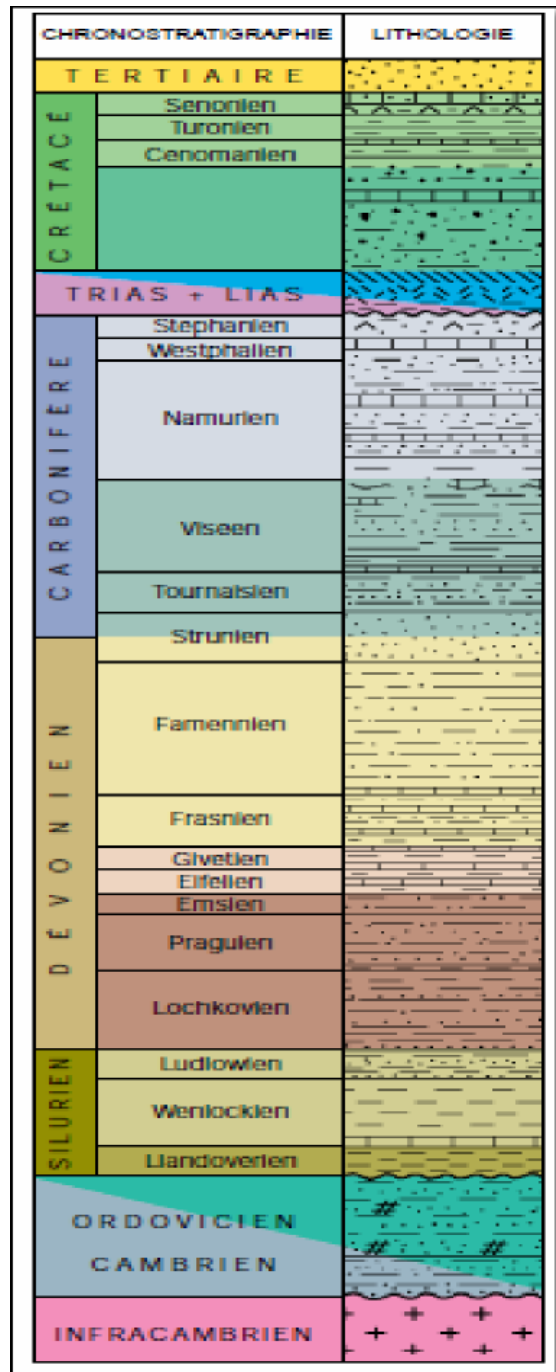 CHRONOSTRATIGRAPHIE
LITHOLOGIE
TERTIAIRE
CRÉTACÉ
Senonien
Turonien
Cenomanien
TRIAS + LIAS
CARBONIFÈRE
Stephanien
Westphalien
Namurien
Viseen
Tournaisien
Strunien
DÉVONIEN
Famennien
Frasnien
Givetien
Eifelien
Emsien
Praguien
Lochkovien
SILURIEN
Ludlowien
Wenlockien
Llandoverien
ORDOVICIEN
CAMBRIEN
INFRACAMBRIEN